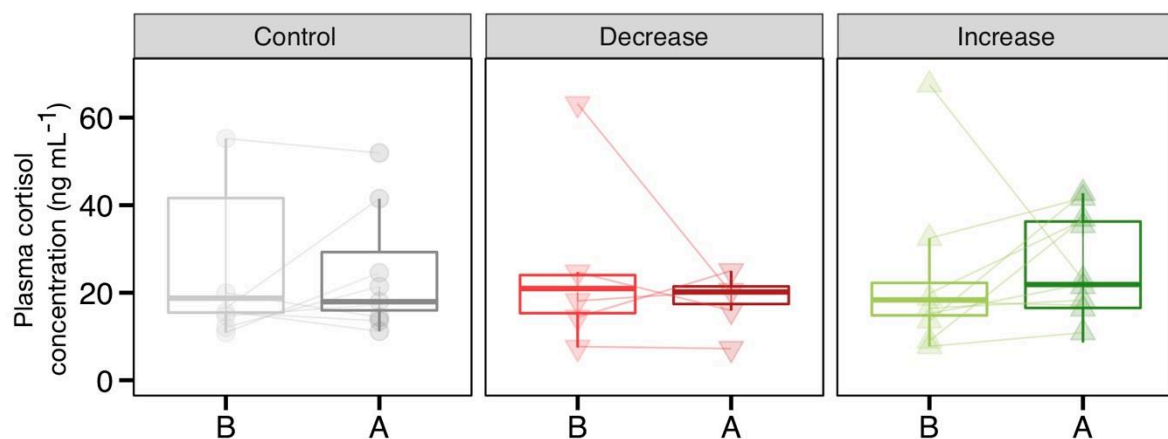 Control Decrease Increase
Plasma cortisol
concentration (ng mL⁻¹)
60
40
20
0
B A B A B A